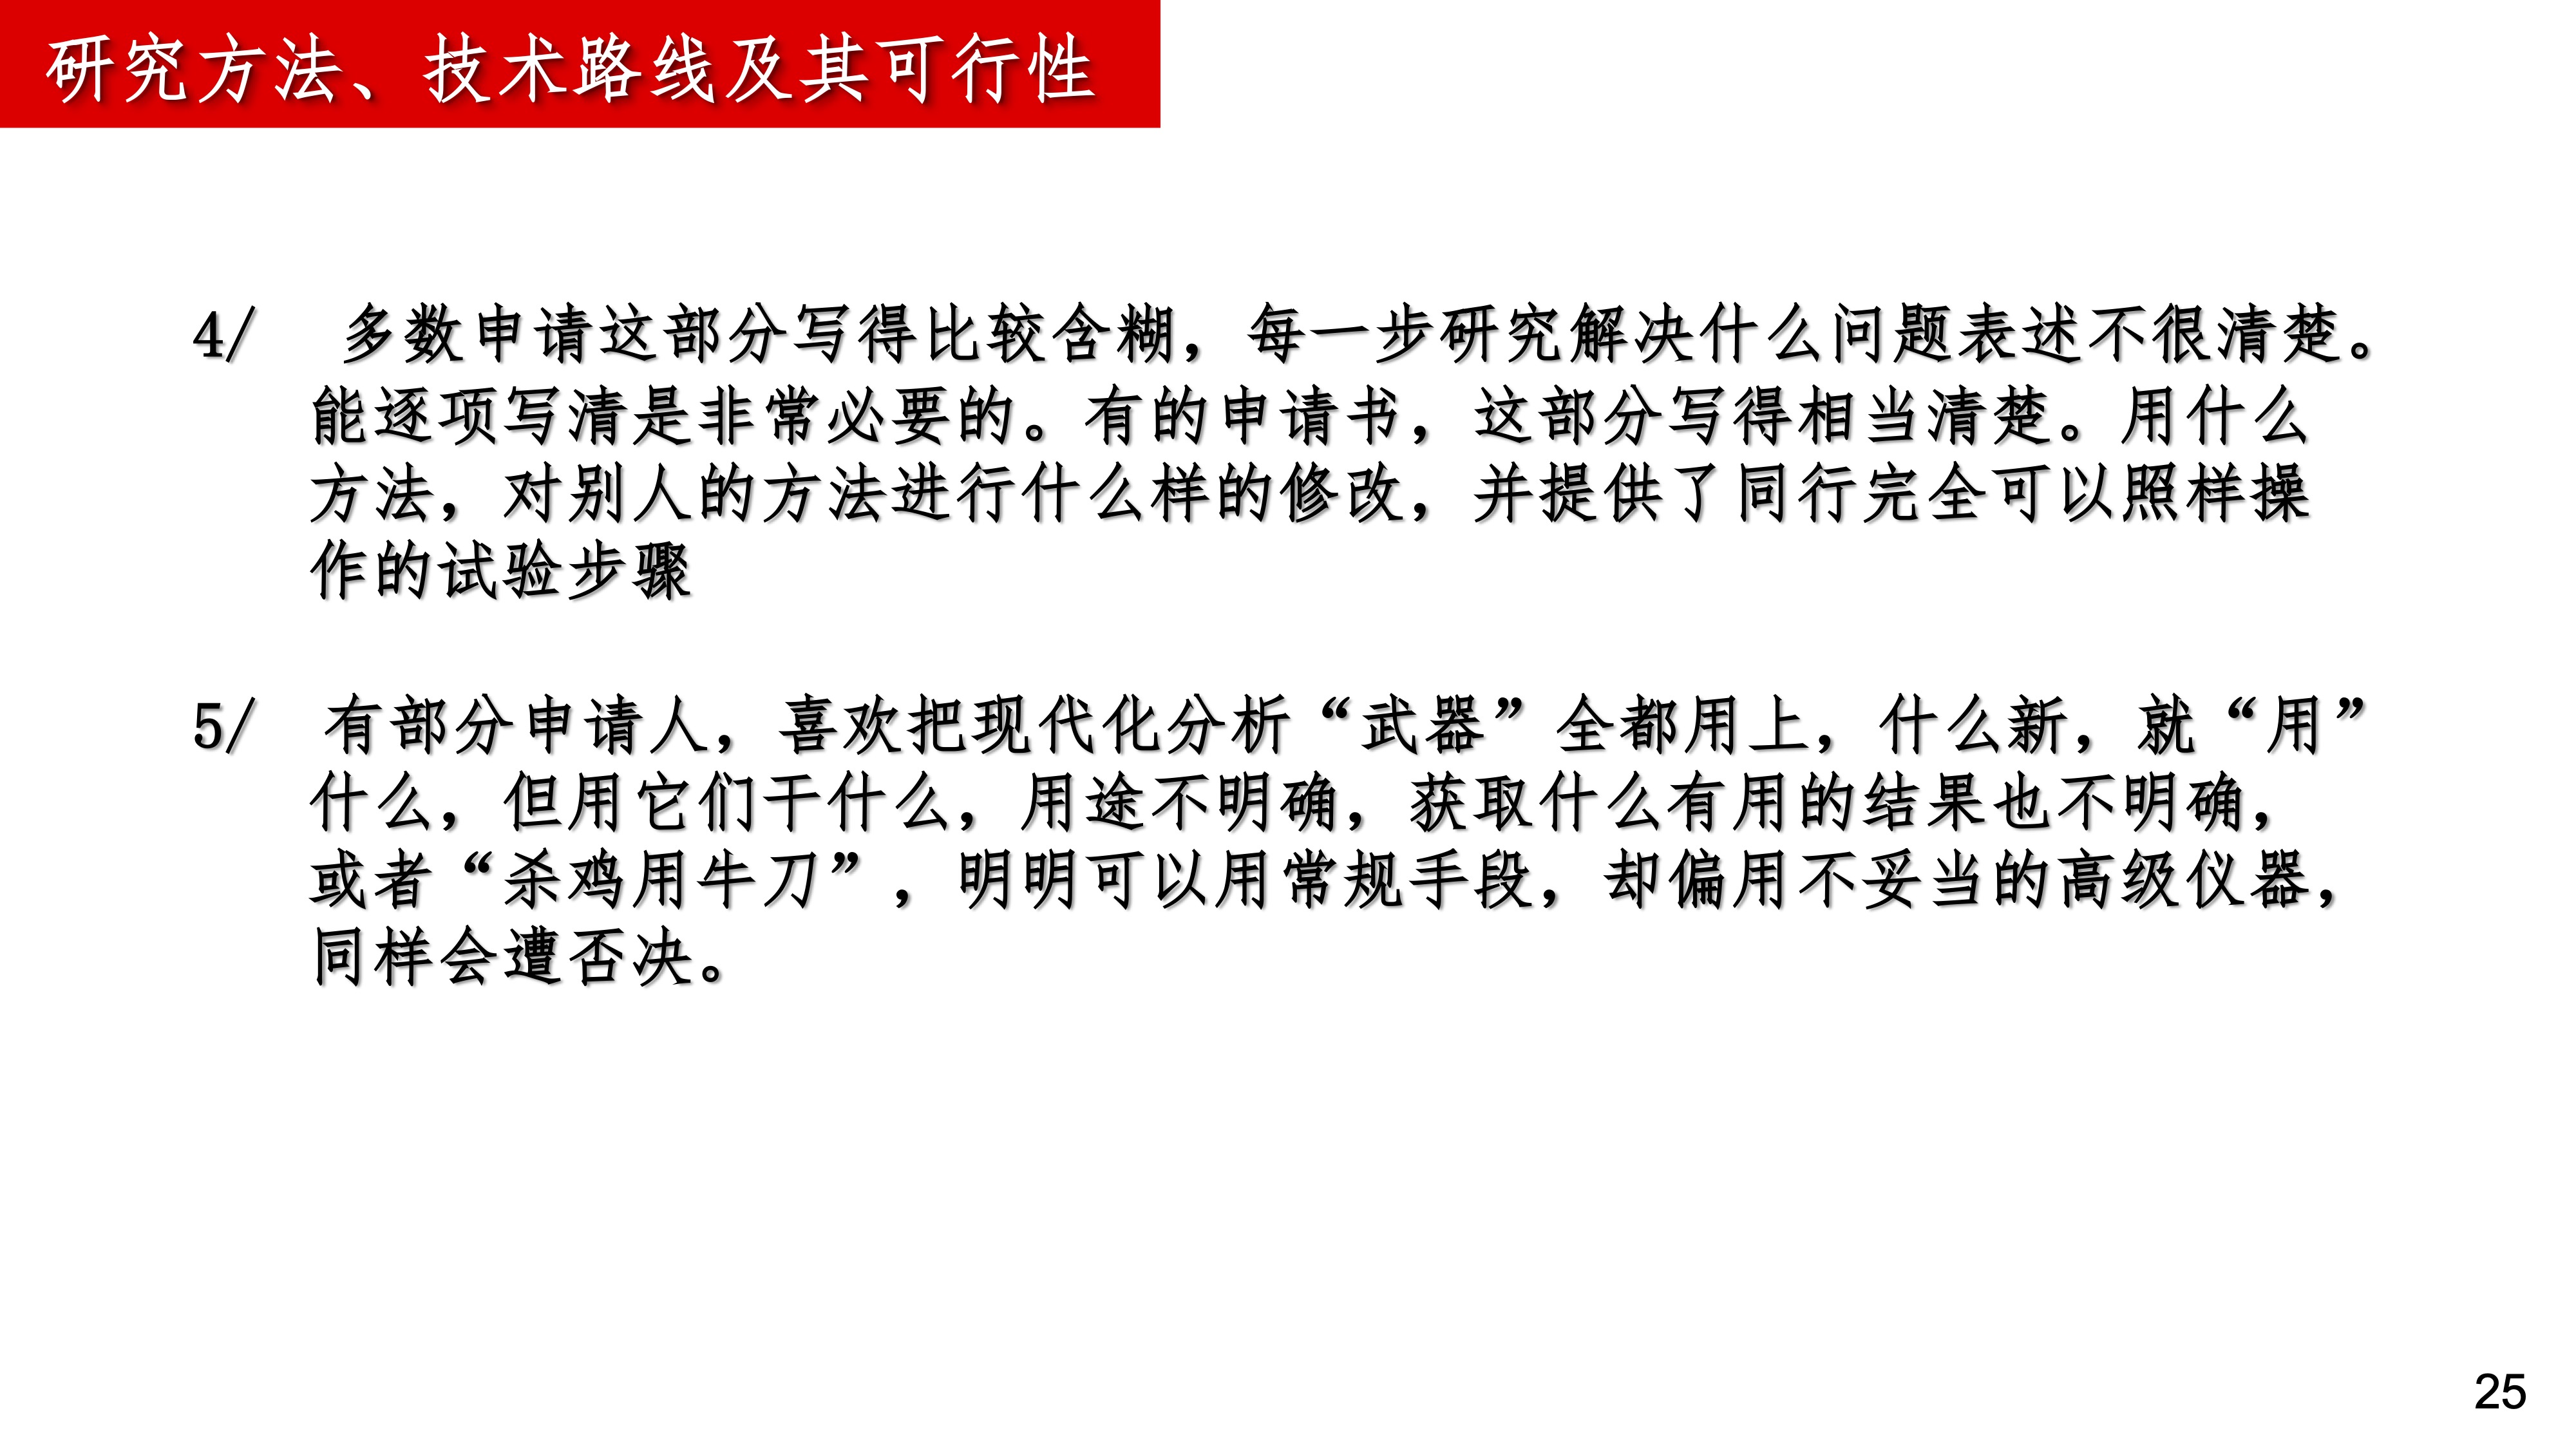 研究方法、技术路线及其可行性
4/ 多数申请这部分写得比较含糊，每一步研究解决什么问题表述不很清楚。
能逐项写清是非常必要的。有的申请书，这部分写得相当清楚。用什么
方法，对别人的方法进行什么样的修改，并提供了同行完全可以照样操
作的试验步骤
5/ 有部分申请人，喜欢把现代化分析“武器”全都用上，什么新，就“用”
什么，但用它们干什么，用途不明确，获取什么有用的结果也不明确，
或者“杀鸡用牛刀”，明明可以用常规手段，却偏用不妥当的高级仪器，
同样会遭否决。
25